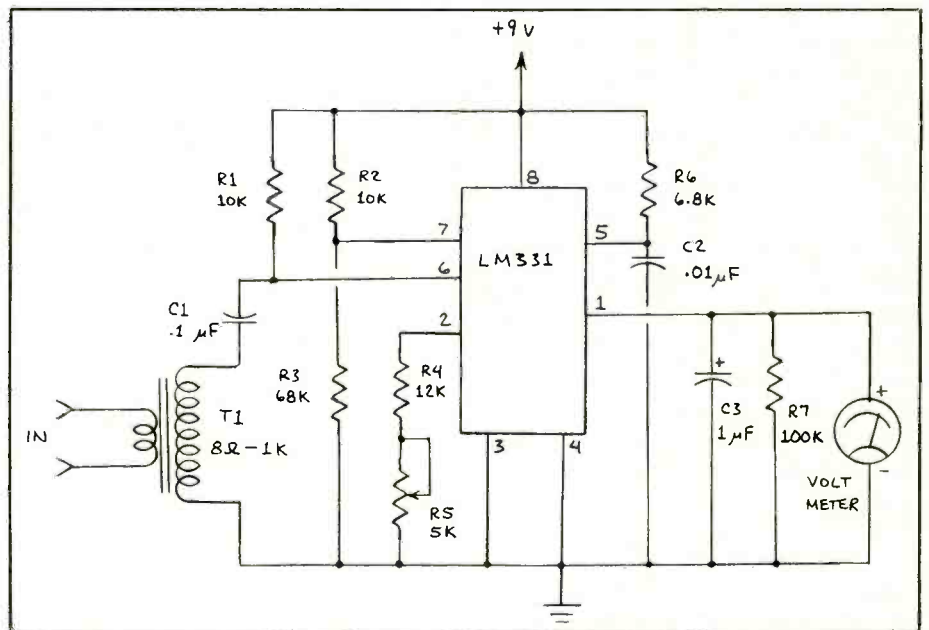 +9 V
R1
10K
R2
10K
8
R6
6.8K
7
5
LM331
C2
.01µF
6
1
C1
.1 µF
2
R4
12K
R3
68K
+
+
T1
8Ω-1K
C3
1µF
R7
100K
IN
3
4
-
VOLT
METER
R5
5K